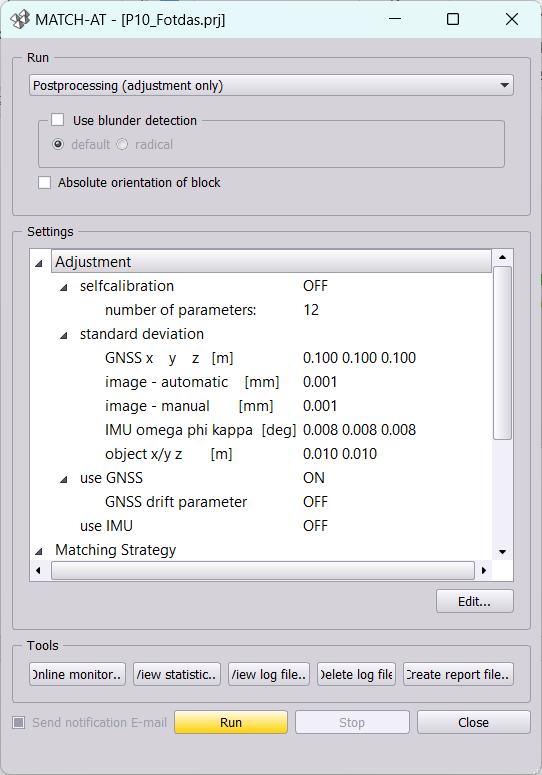 MATCH-AT - [P10_Fotdas.prj]
Run
Postprocessing (adjustment only)
Use blunder detection
default radical
Absolute orientation of block
Settings
Adjustment
selfcalibration OFF
number of parameters: 12
standard deviation
GNSS x y z [m] 0.100 0.100 0.100
image - automatic [mm] 0.001
image - manual [mm] 0.001
IMU omega phi kappa [deg] 0.008 0.008 0.008
object x/y z [m] 0.010 0.010
use GNSS ON
GNSS drift parameter OFF
use IMU OFF
Matching Strategy
Edit...
Tools
Online monitor.. View statistic.. View log file.. Delete log file Create report file..
Send notification E-mail Run Stop Close